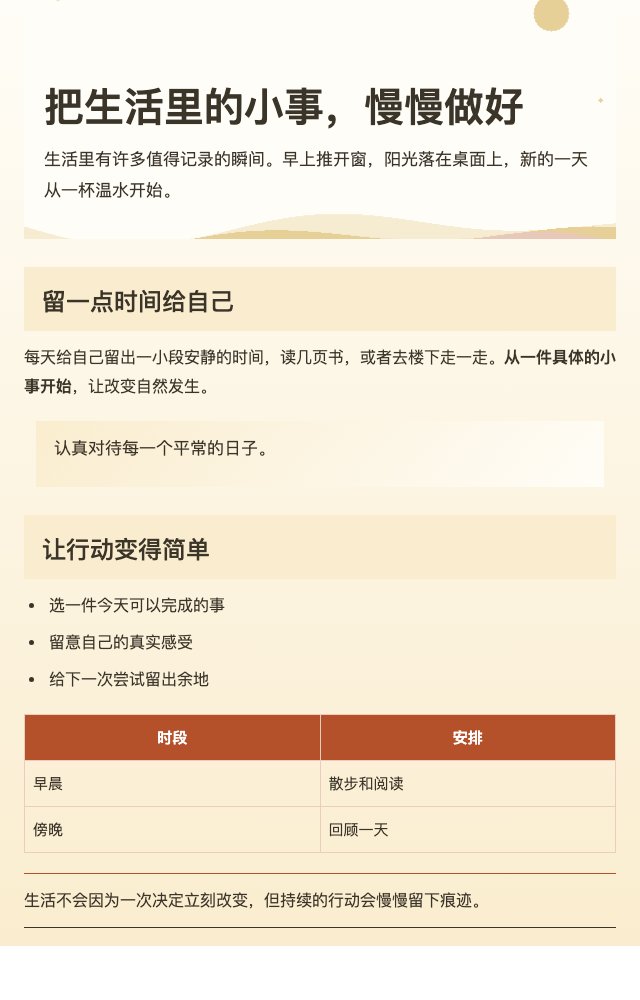 把生活里的小事，慢慢做好
生活里有许多值得记录的瞬间。早上推开窗，阳光落在桌面上，新的一天
从一杯温水开始。
留一点时间给自己
每天给自己留出一小段安静的时间，读几页书，或者去楼下走一走。从一件具体的小
事开始，让改变自然发生。
认真对待每一个平常的日子。
让行动变得简单
• 选一件今天可以完成的事
• 留意自己的真实感受
• 给下一次尝试留出余地
时段 安排
早晨 散步和阅读
傍晚 回顾一天
生活不会因为一次决定立刻改变，但持续的行动会慢慢留下痕迹。